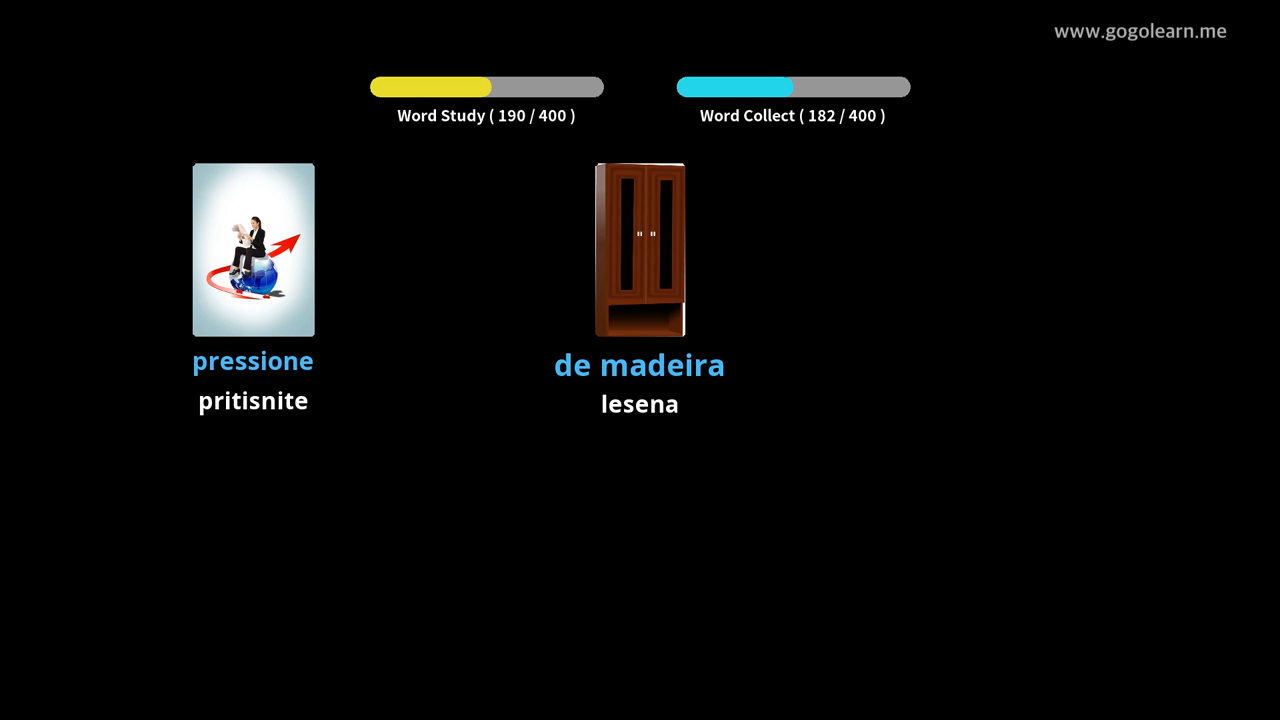 www.gogolearn.me
Word Study ( 190 / 400 )
Word Collect ( 182 / 400 )
pressione
pritisnite
de madeira
lesena